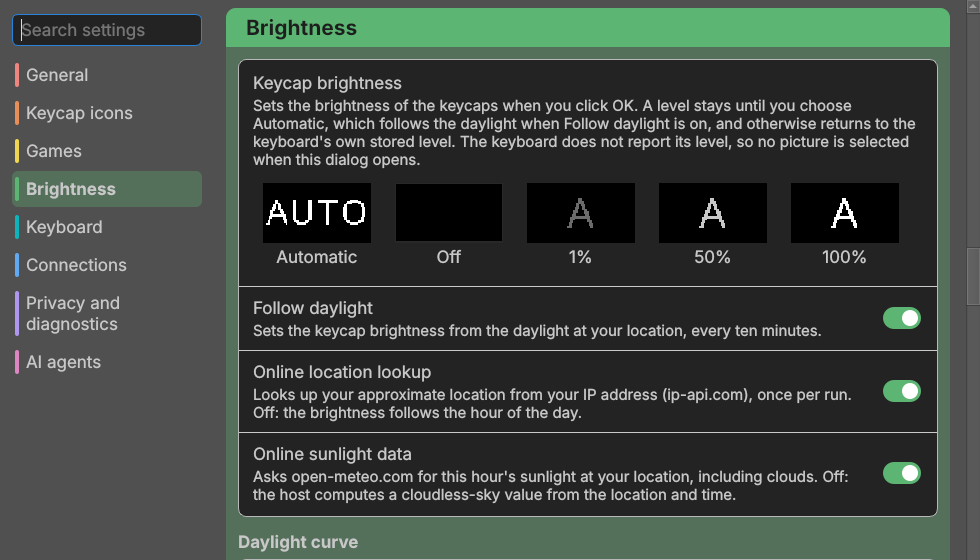 Search settings
General
Keycap icons
Games
Brightness
Keyboard
Connections
Privacy and
diagnostics
AI agents
Brightness
Keycap brightness
Sets the brightness of the keycaps when you click OK. A level stays until you choose
Automatic, which follows the daylight when Follow daylight is on, and otherwise returns to the
keyboard's own stored level. The keyboard does not report its level, so no picture is selected
when this dialog opens.
AUTO
A
A
A
Automatic
Off
1%
50%
100%
Follow daylight
Sets the keycap brightness from the daylight at your location, every ten minutes.
Online location lookup
Looks up your approximate location from your IP address (ip-api.com), once per run.
Off: the brightness follows the hour of the day.
Online sunlight data
Asks open-meteo.com for this hour's sunlight at your location, including clouds. Off:
the host computes a cloudless-sky value from the location and time.
Daylight curve